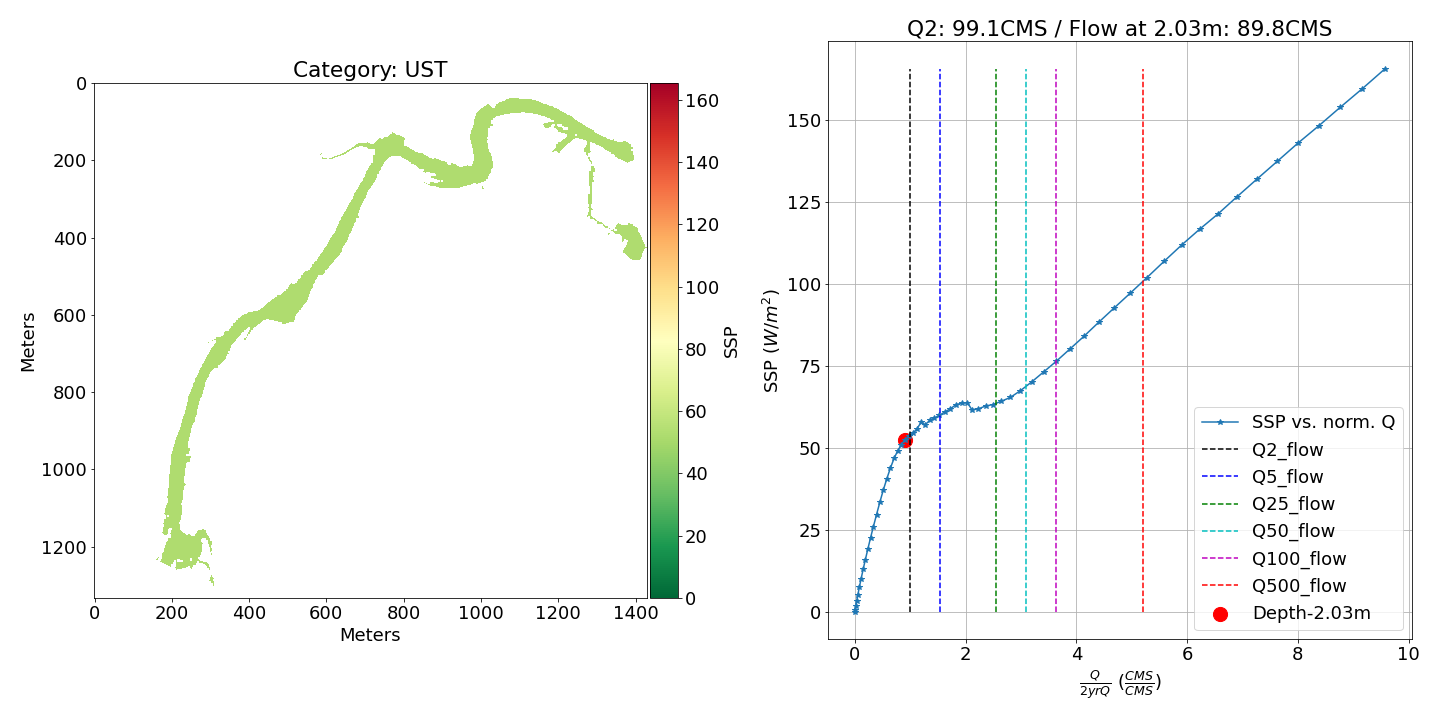 Category: UST
0
200
400
600
800
1000
1200
Meters
0
200
400
600
800
1000
1200
1400
Meters
160
140
120
100
80
60
40
20
0
SSP
Q2: 99.1CMS / Flow at 2.03m: 89.8CMS
150
125
100
75
50
25
0
SSP (W/m²)
0
2
4
6
8
10
Q/2yrQ (CMS/CMS)
SSP vs. norm. Q
Q2_flow
Q5_flow
Q25_flow
Q50_flow
Q100_flow
Q500_flow
Depth-2.03m